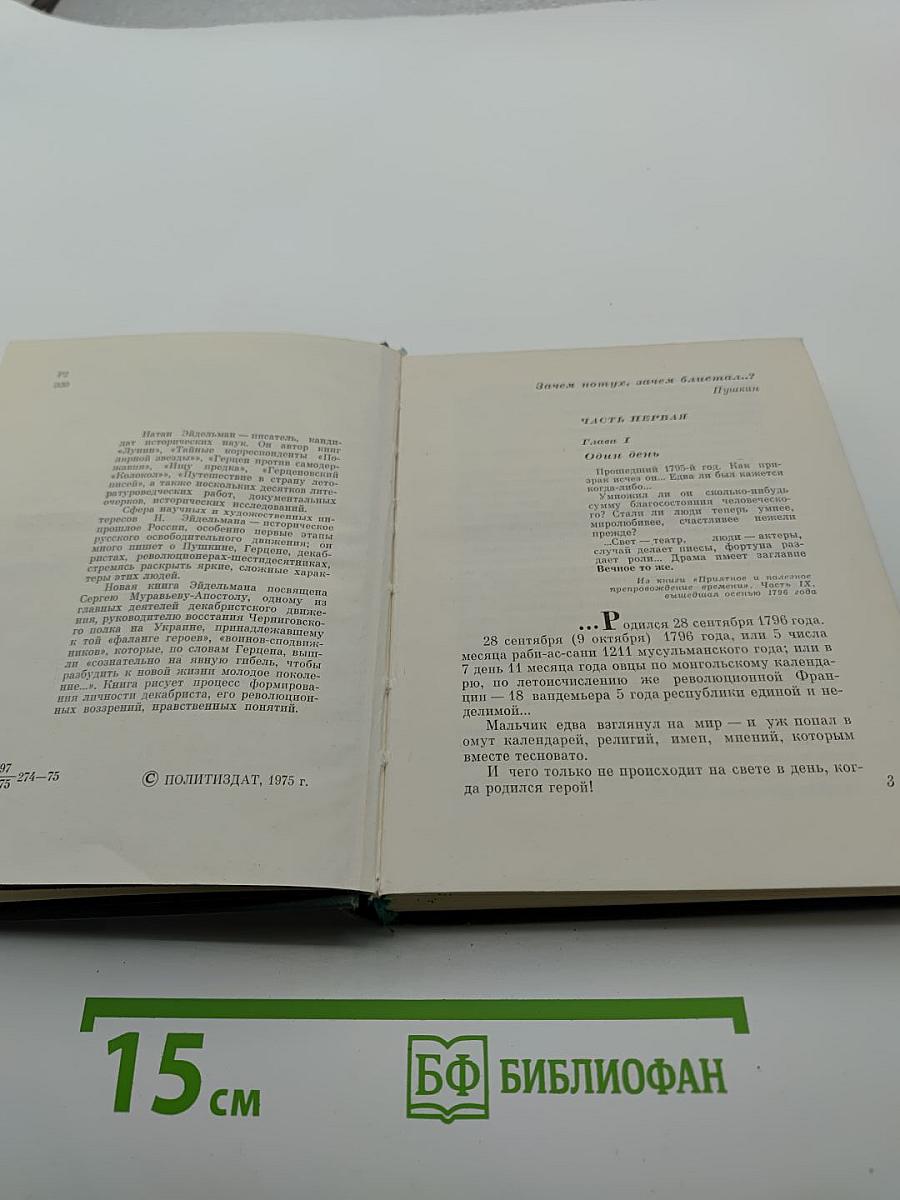 Р2
Э30
Натан Эйдельман — писатель, канди-
дат исторических наук. Он автор книг
«Лунин», «Тайные корреспонденты «По-
лярной звезды»», «Герцен против самодер-
жавия», «Ищу предка», «Герценовский
«Колокол»», «Путешествие в страну лето-
писей», а также нескольких десятков лите-
ратуроведческих работ, документальных
очерков, исторических исследований.
Сфера научных и художественных ин-
тересов Н. Эйдельмана — историческое
прошлое России, особенно первые этапы
русского освободительного движения; он
много пишет о Пушкине, Герцене, декаб-
ристах, революционерах-шестидесятниках,
стремясь раскрыть яркие, сложные харак-
теры этих людей.
Новая книга Эйдельмана посвящена
Сергею Муравьеву-Апостолу, одному из
главных деятелей декабристского движе-
ния, руководителю восстания Черниговско-
го полка на Украине, принадлежавшему
к той «фаланге героев», «воинов-сподвиж-
ников», которые, по словам Герцена, выш-
ли «сознательно на явную гибель, чтобы
разбудить к новой жизни молодое поколе-
ние...». Книга рисует процесс формирова-
ния личности декабриста, его революцион-
ных воззрений, нравственных понятий.
97
75 -274—75
© ПОЛИТИЗДАТ, 1975 г.
Зачем потух, зачем блистал..?
Пушкин
ЧАСТЬ ПЕРВАЯ
Глава I
Один день
Прошедший 1795-й год. Как при-
зрак исчез он... Едва ли был кажется
когда-либо...
Умножил ли он сколько-нибудь
сумму благосостояния человеческо-
го? Стали ли люди теперь умнее,
миролюбивее, счастливее нежели
прежде?
...Свет — театр, люди — актеры,
случай делает пиесы, фортуна раз-
дает роли... Драма имеет заглавие
Вечное то же.
Из книги «Приятное и полезное
препровождение времени». Часть IX,
вышедшая осенью 1796 года
...Родился 28 сентября 1796 года.
28 сентября (9 октября) 1796 года, или 5 числа
месяца раби-ас-сани 1211 мусульманского года; или в
7 день 11 месяца года овцы по монгольскому календа-
рю, по летоисчислению же революционной Фран-
ции — 18 вандемьера 5 года республики единой и не-
делимой...
Мальчик едва взглянул на мир — и уж попал в
омут календарей, религий, имен, мнений, которым
вместе тесновато.
И чего только не происходит на свете в день, ког-
да родился герой!
3
15 см
БФ БИБЛИОФАН